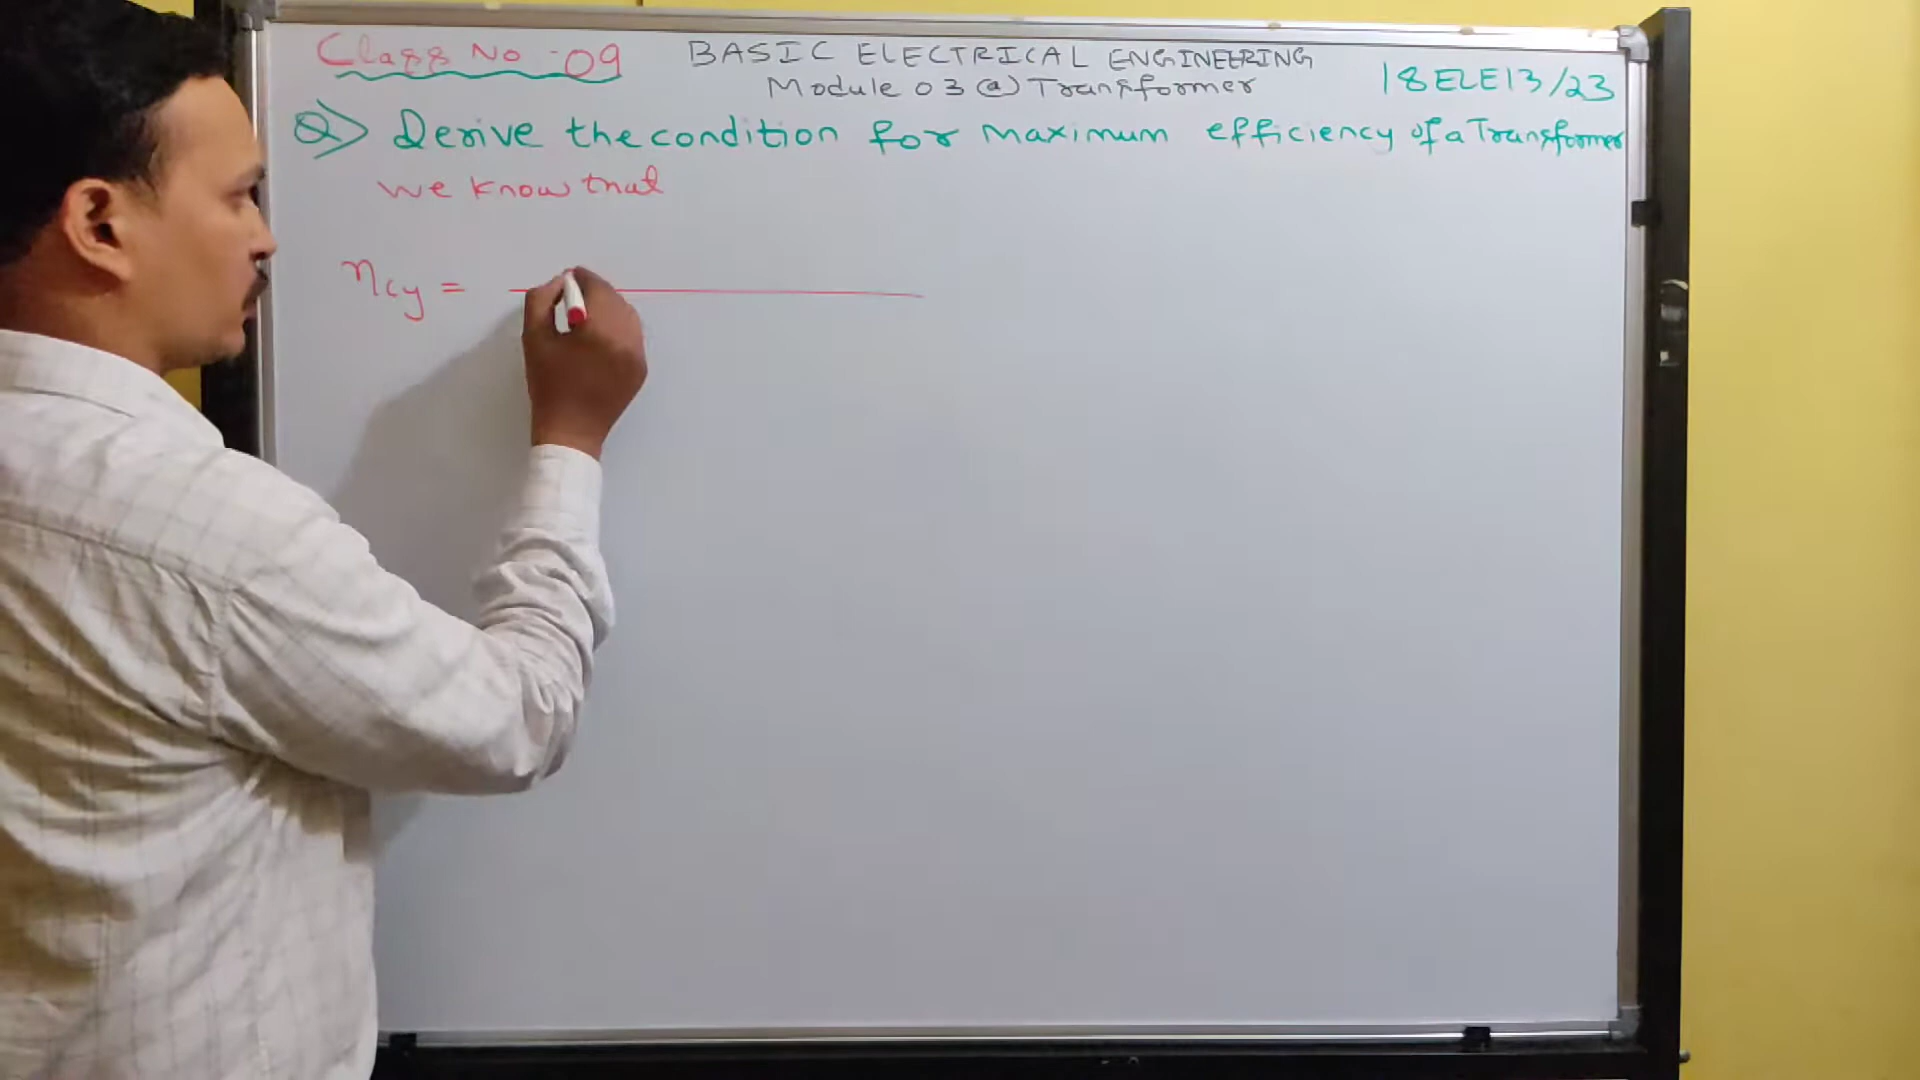 Class No - 09
BASIC ELECTRICAL ENGINEERING
Module 03 (a) Transformer
18ELE13/23
Q> Derive the condition for maximum efficiency of a Transformer
we know that
ηcy =